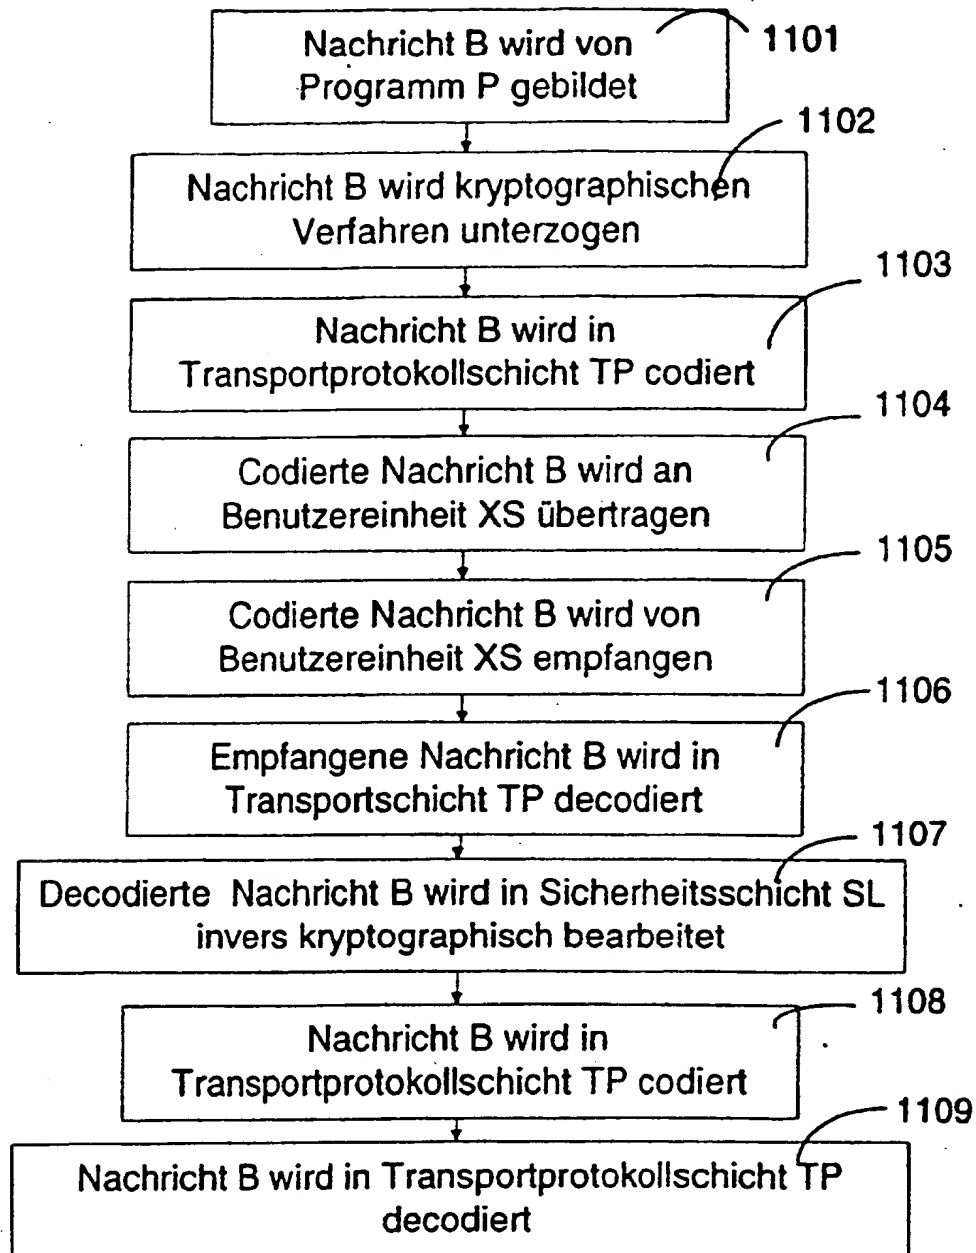 Nachricht B wird von
Programm P gebildet
1101
1102
Nachricht B wird kryptographischen
Verfahren unterzogen
1103
Nachricht B wird in
Transportprotokollschicht TP codiert
1104
Codierte Nachricht B wird an
Benutzereinheit XS übertragen
1105
Codierte Nachricht B wird von
Benutzereinheit XS empfangen
1106
Empfangene Nachricht B wird in
Transportschicht TP decodiert
1107
Decodierte Nachricht B wird in Sicherheitsschicht SL
invers kryptographisch bearbeitet
1108
Nachricht B wird in
Transportprotokollschicht TP codiert
1109
Nachricht B wird in Transportprotokollschicht TP
decodiert